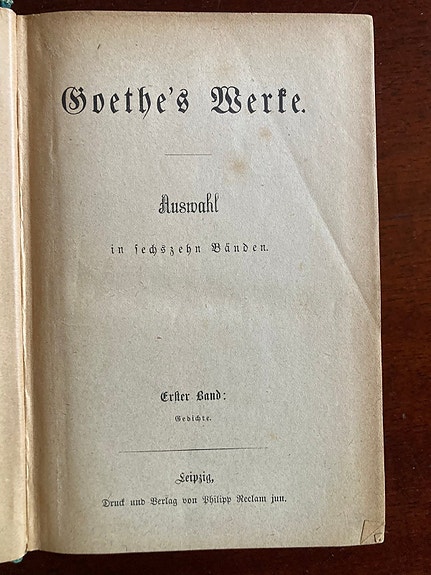 Goethe's Werke.
Auswahl
in sechszehn Bänden.
Erster Band:
Gedichte.
Leipzig,
Druck und Verlag von Philipp Reclam jun.